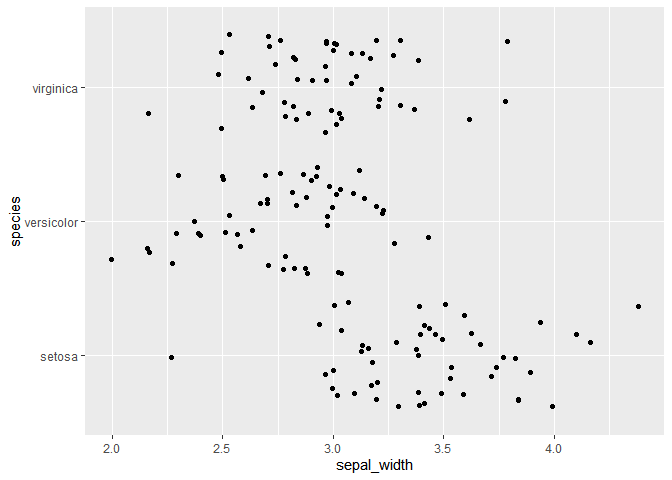 virginica
versicolor
setosa
species
2.0 2.5 3.0 3.5 4.0
sepal_width